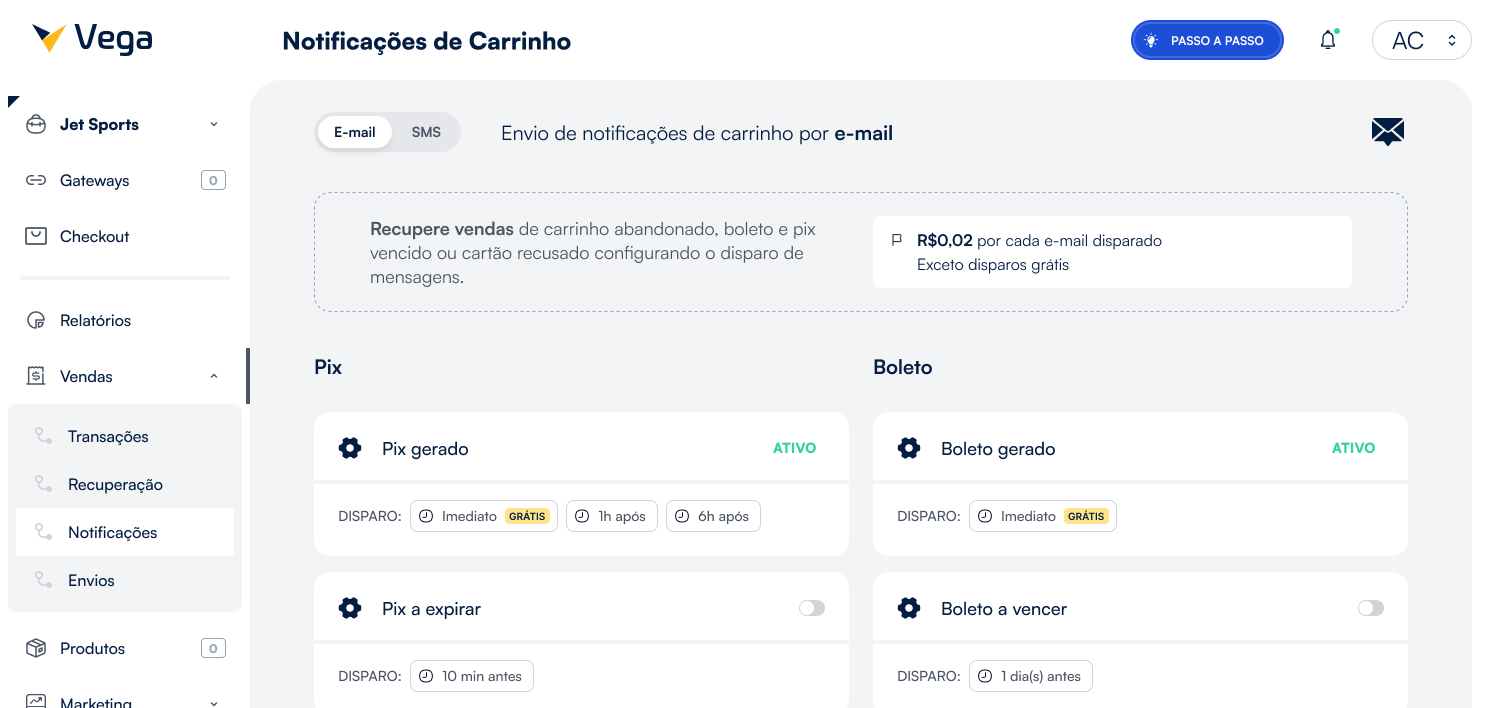 Vega
Notificações de Carrinho
PASSO A PASSO
AC
Jet Sports
Gateways 0
Checkout
Relatórios
Vendas
Transações
Recuperação
Notificações
Envios
Produtos 0
Marketing
E-mail SMS
Envio de notificações de carrinho por e-mail
Recupere vendas de carrinho abandonado, boleto e pix
vencido ou cartão recusado configurando o disparo de
mensagens.
R$0,02 por cada e-mail disparado
Exceto disparos grátis
Pix
Pix gerado ATIVO
DISPARO: Imediato GRÁTIS 1h após 6h após
Pix a expirar
DISPARO: 10 min antes
Boleto
Boleto gerado ATIVO
DISPARO: Imediato GRÁTIS
Boleto a vencer
DISPARO: 1 dia(s) antes